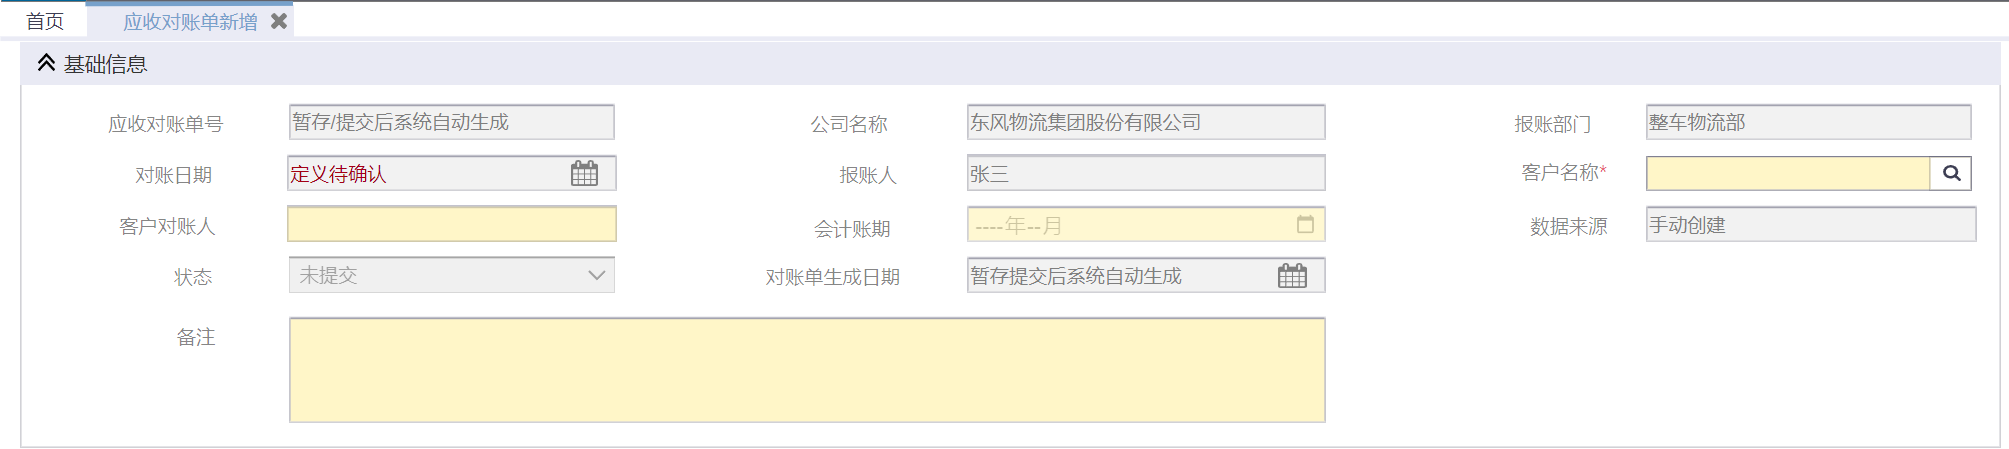 首页 应收对账单新增
基础信息
应收对账单号 暂存/提交后系统自动生成 公司名称 东风物流集团股份有限公司 报账部门 整车物流部
对账日期 定义待确认 报账人 张三 客户名称*
客户对账人 会计账期 ----年--月 数据来源 手动创建
状态 未提交 对账单生成日期 暂存提交后系统自动生成
备注